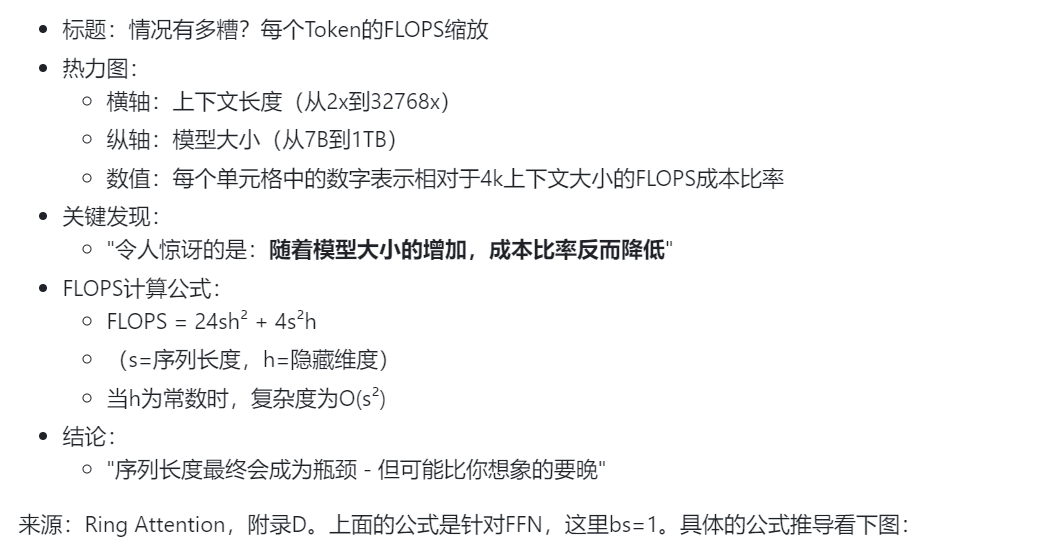 标题：情况有多糟？每个Token的FLOPS缩放
热力图：
横轴：上下文长度（从2x到32768x）
纵轴：模型大小（从7B到1TB）
数值：每个单元格中的数字表示相对于4k上下文大小的FLOPS成本比率
关键发现：
"令人惊讶的是：随着模型大小的增加，成本比率反而降低"
FLOPS计算公式：
FLOPS = 24sh² + 4s²h
（s=序列长度，h=隐藏维度）
当h为常数时，复杂度为O(s²)
结论：
"序列长度最终会成为瓶颈 - 但可能比你想象的要晚"
来源：Ring Attention，附录D。上面的公式是针对FFN，这里bs=1。具体的公式推导看下图：